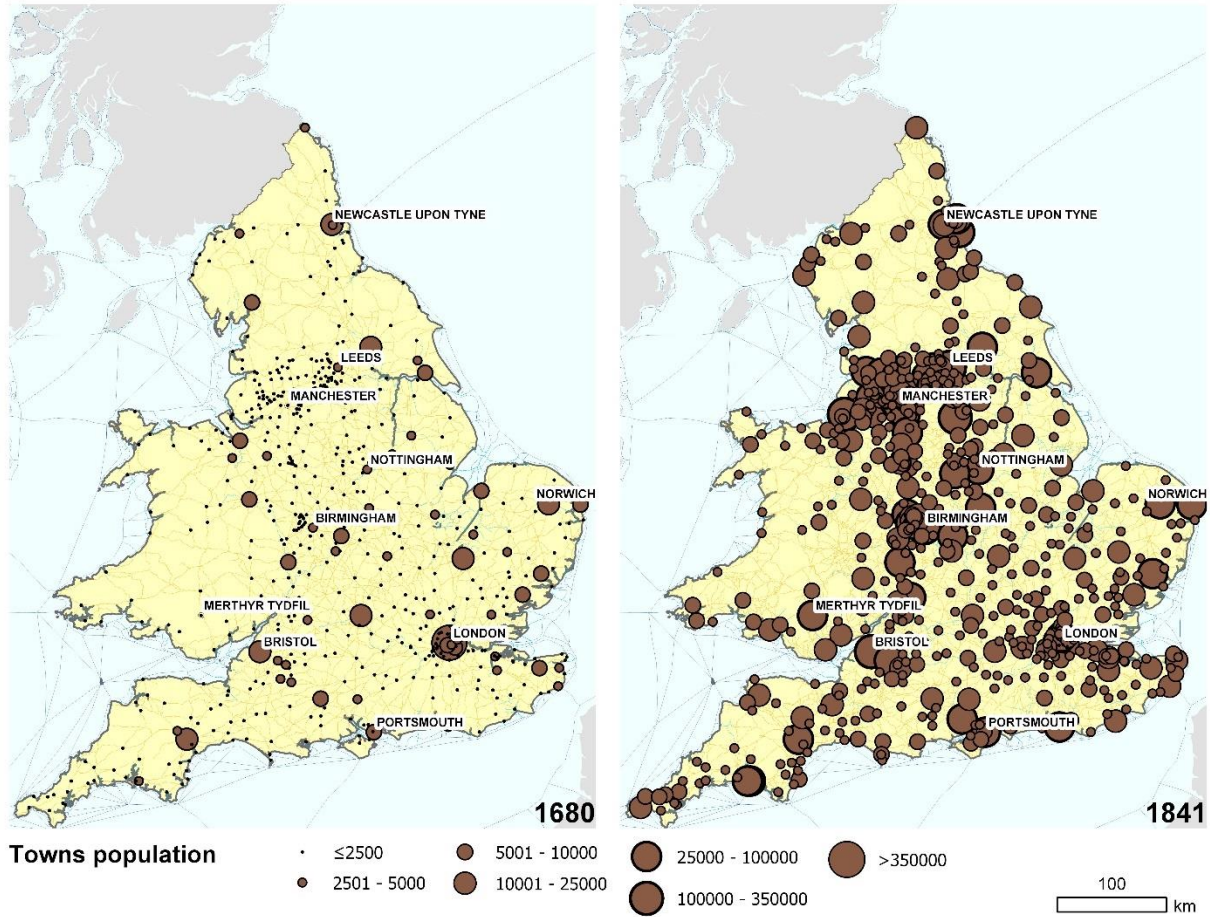 NEWCASTLE UPON TYNE
LEEDS
MANCHESTER
NOTTINGHAM
NORWICH
BIRMINGHAM
MERTHYR TYDFIL
LONDON
BRISTOL
PORTSMOUTH
1680
NEWCASTLE UPON TYNE
LEEDS
MANCHESTER
NOTTINGHAM
NORWICH
BIRMINGHAM
MERTHYR TYDFIL
LONDON
BRISTOL
PORTSMOUTH
1841
Towns population
≤2500
2501 - 5000
5001 - 10000
10001 - 25000
25000 - 100000
100000 - 350000
>350000
100
km